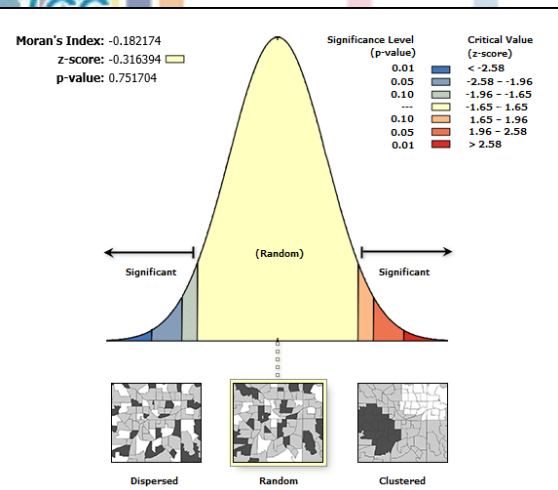 Moran's Index: -0.182174
z-score: -0.316394
p-value: 0.751704
Significance Level
(p-value)
Critical Value
(z-score)
0.01 < -2.58
0.05 -2.58 - -1.96
0.10 -1.96 - -1.65
--- -1.65 - 1.65
0.10 1.65 - 1.96
0.05 1.96 - 2.58
0.01 > 2.58
(Random)
Significant
Significant
Dispersed
Random
Clustered